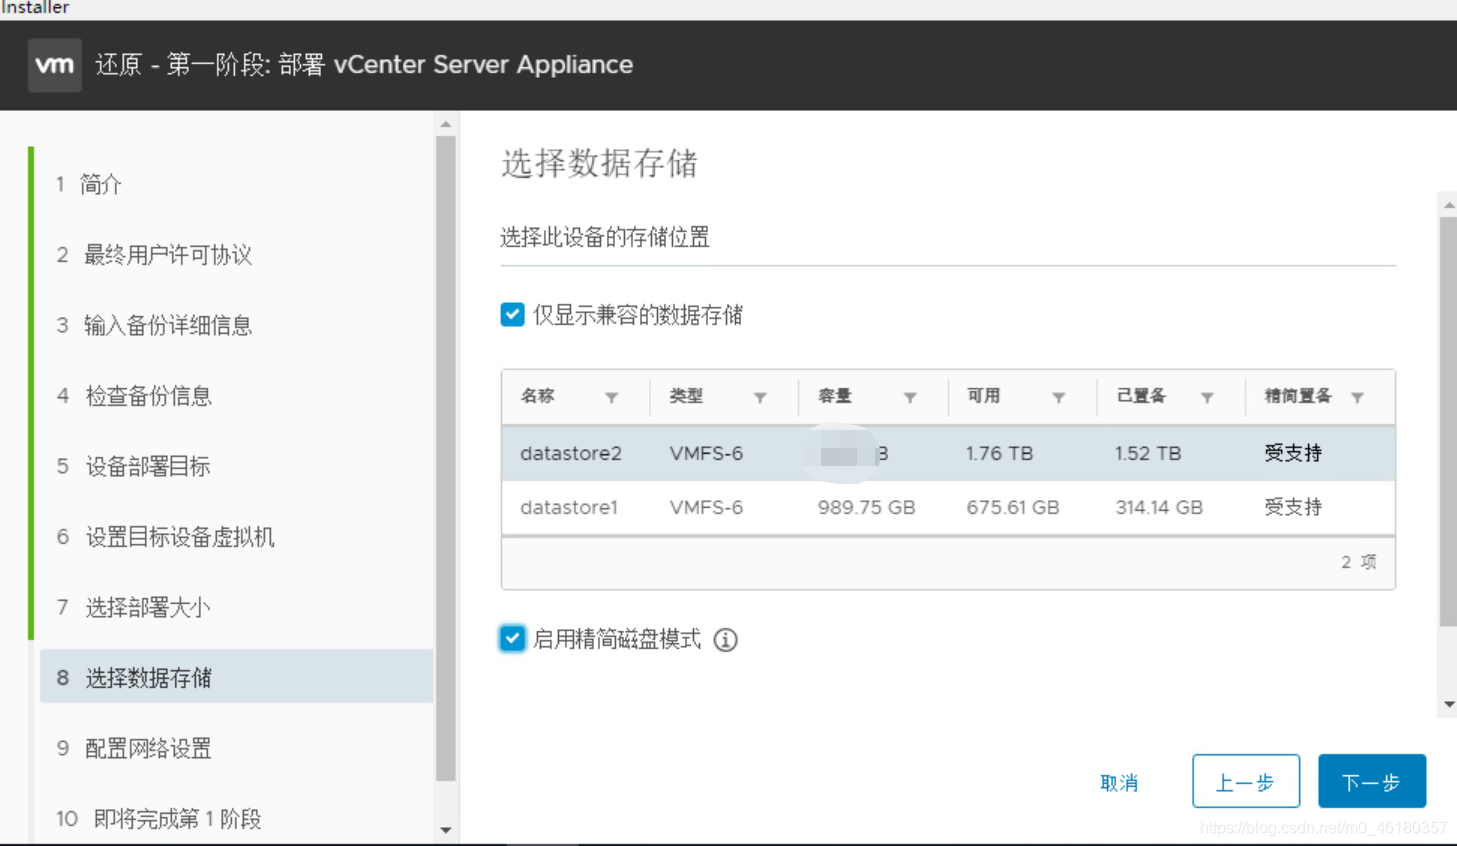 Installer
vm 还原 - 第一阶段: 部署 vCenter Server Appliance
1 简介
2 最终用户许可协议
3 输入备份详细信息
4 检查备份信息
5 设备部署目标
6 设置目标设备虚拟机
7 选择部署大小
8 选择数据存储
9 配置网络设置
10 即将完成第 1 阶段
选择数据存储
选择此设备的存储位置
仅显示兼容的数据存储
名称 类型 容量 可用 已置备 精简置备
datastore2 VMFS-6 B 1.76 TB 1.52 TB 受支持
datastore1 VMFS-6 989.75 GB 675.61 GB 314.14 GB 受支持
2 项
启用精简磁盘模式
取消 上一步 下一步
https://blog.csdn.net/m0_46180357